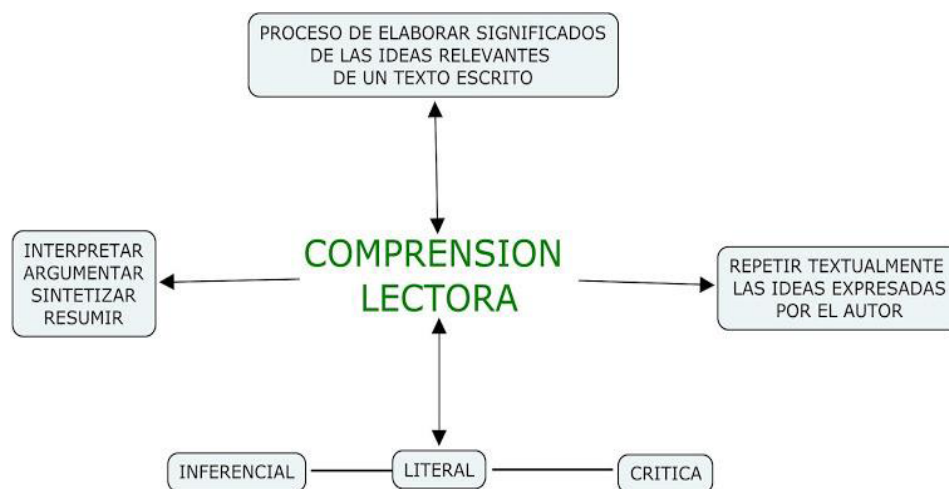 PROCESO DE ELABORAR SIGNIFICADOS
DE LAS IDEAS RELEVANTES
DE UN TEXTO ESCRITO
INTERPRETAR
ARGUMENTAR
SINTETIZAR
RESUMIR
COMPRENSION
LECTORA
REPETIR TEXTUALMENTE
LAS IDEAS EXPRESADAS
POR EL AUTOR
INFERENCIAL
LITERAL
CRITICA